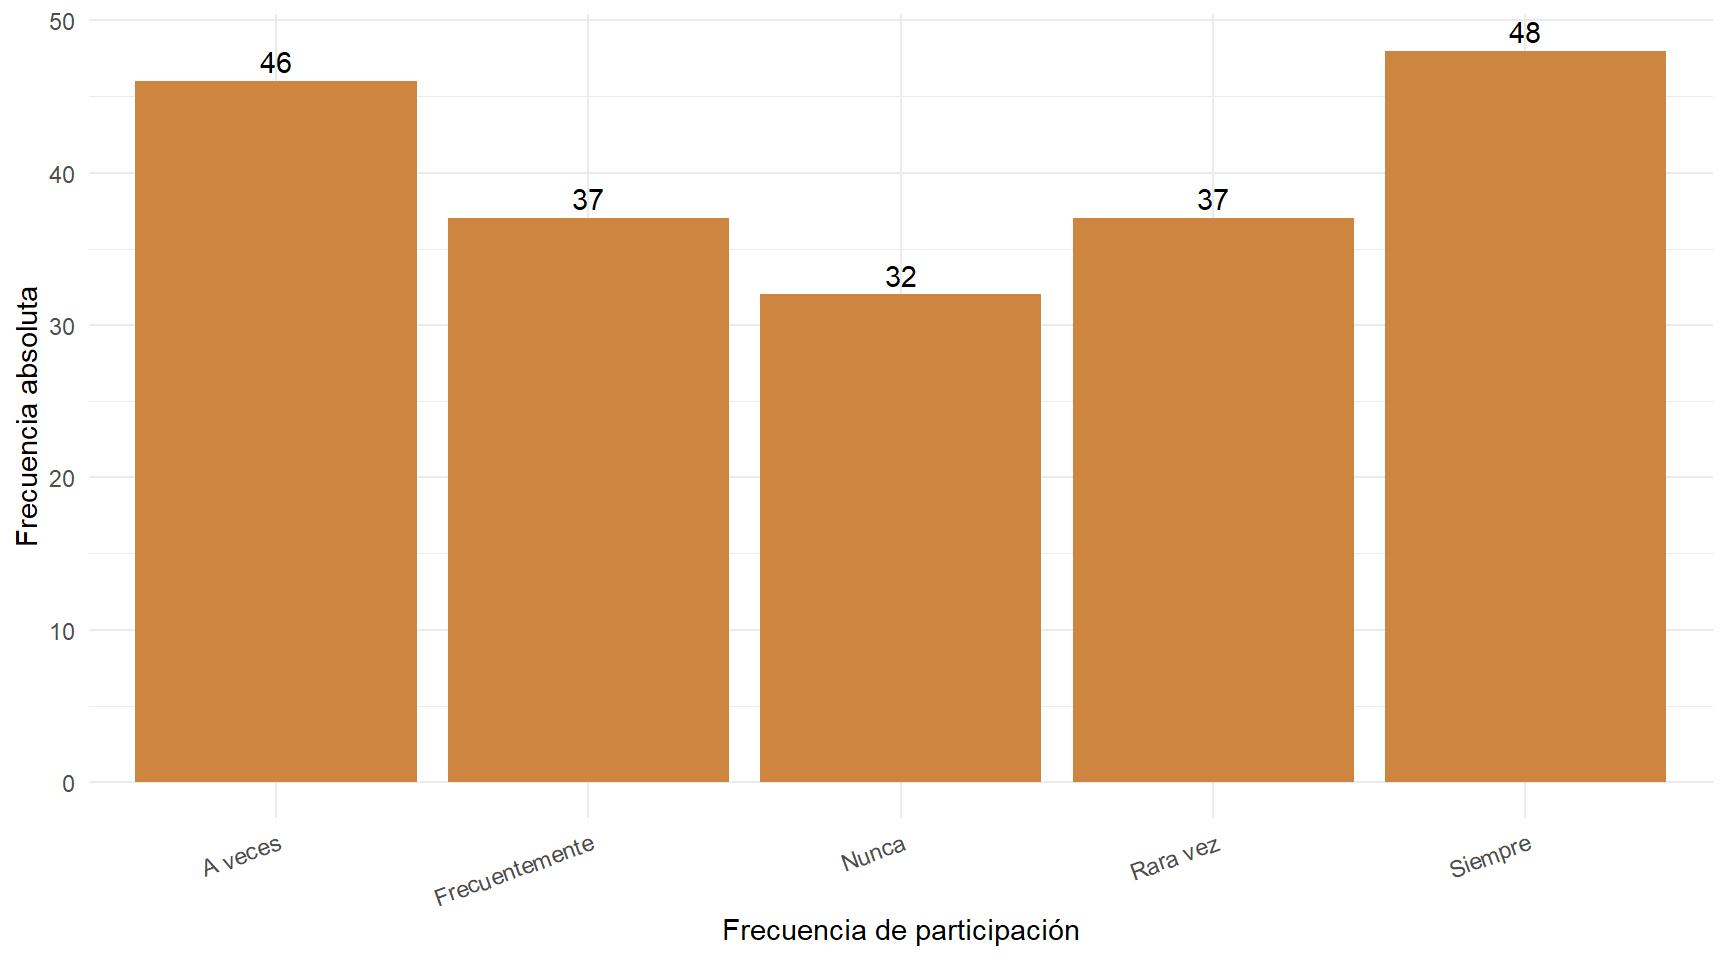 Frecuencia absoluta
50
40
30
20
10
0
46
37
32
37
48
A veces
Frecuentemente
Nunca
Rara vez
Siempre
Frecuencia de participación